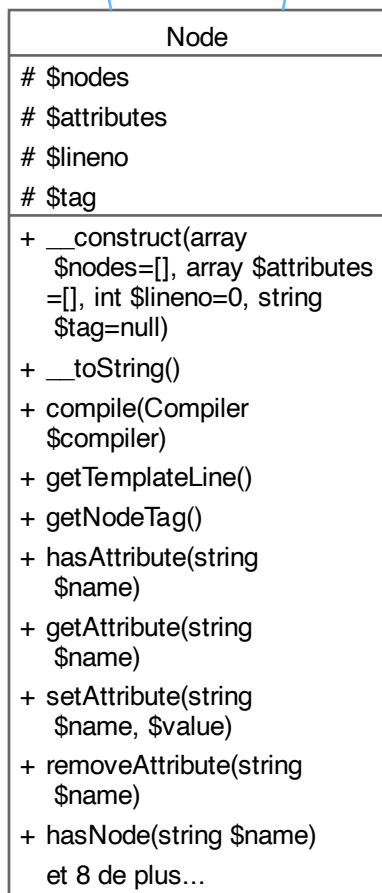 Node
# $nodes
# $attributes
# $lineno
# $tag
+ __construct(array
$nodes=[], array $attributes
=[], int $lineno=0, string
$tag=null)
+ __toString()
+ compile(Compiler
$compiler)
+ getTemplateLine()
+ getNodeTag()
+ hasAttribute(string
$name)
+ getAttribute(string
$name)
+ setAttribute(string
$name, $value)
+ removeAttribute(string
$name)
+ hasNode(string $name)
et 8 de plus...